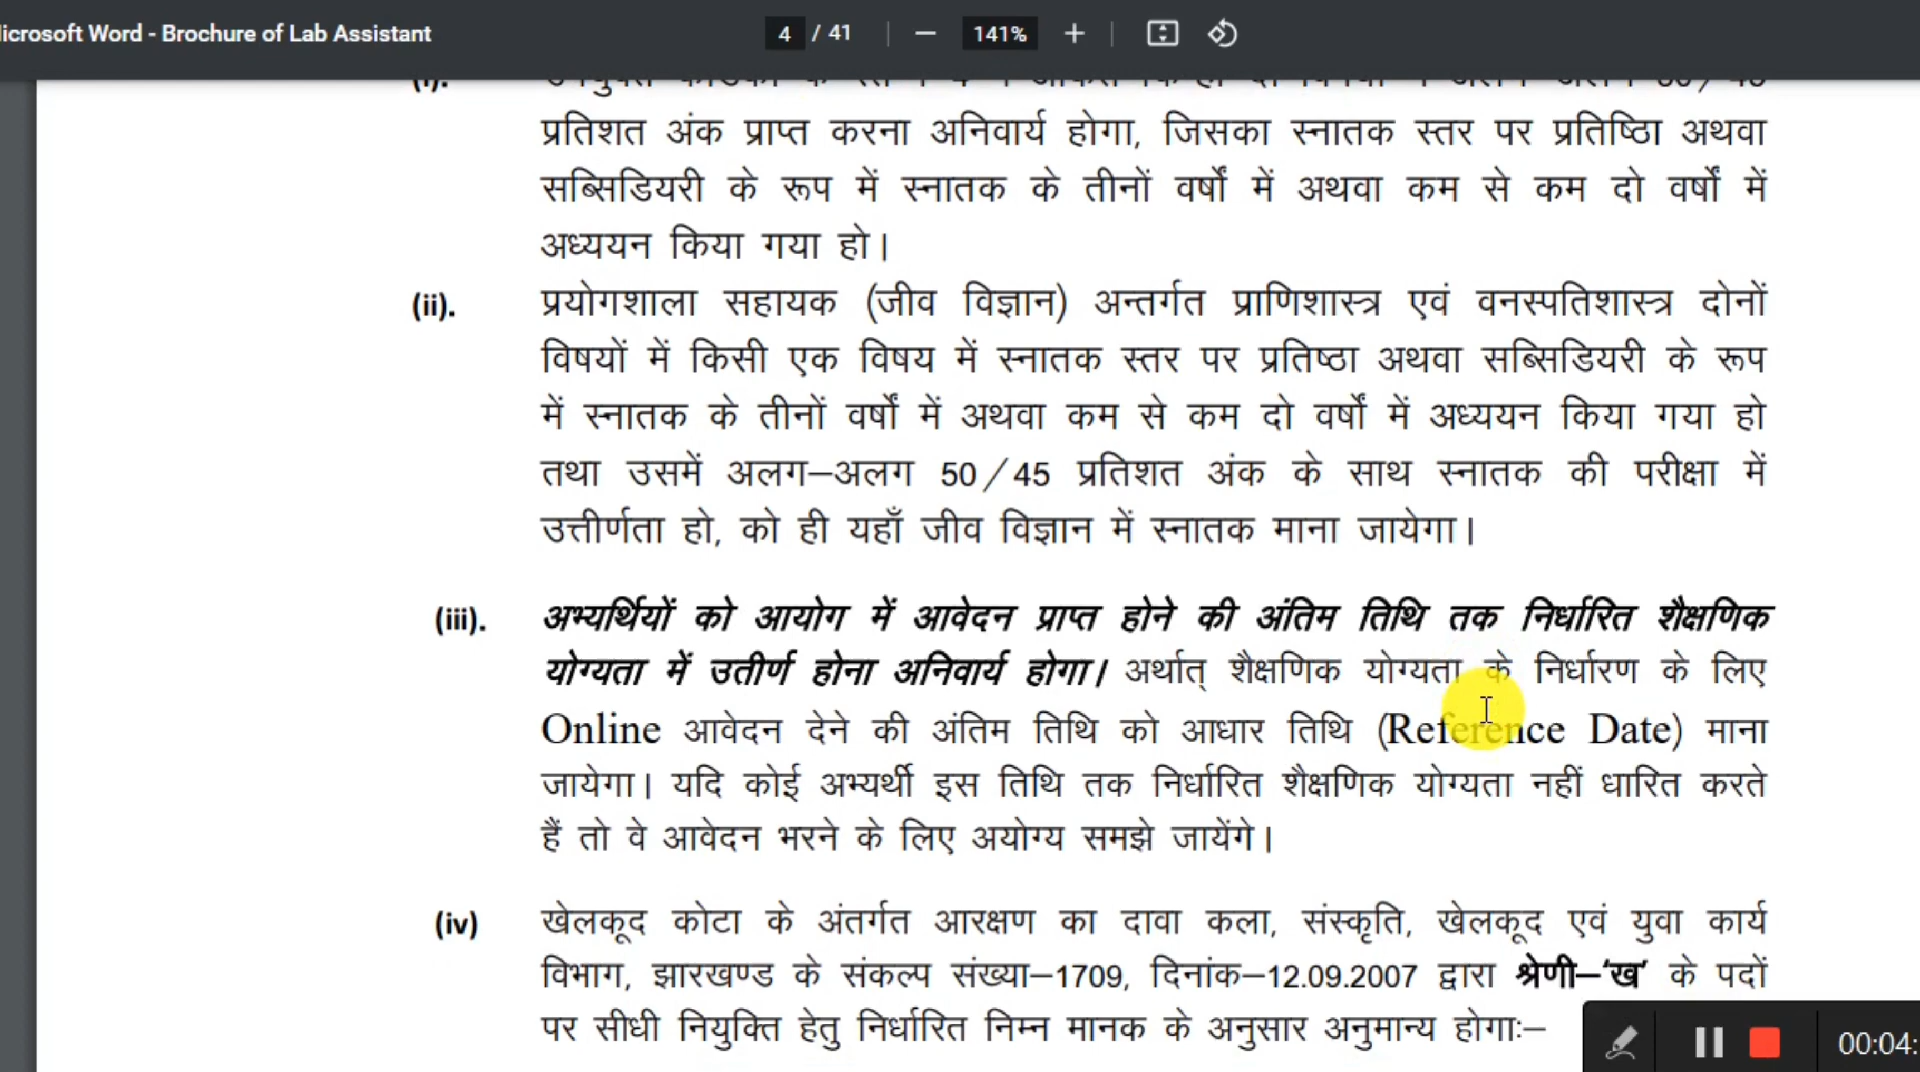 icrosoft Word - Brochure of Lab Assistant
4 / 41
141%
(i).
प्रतिशत अंक प्राप्त करना अनिवार्य होगा, जिसका स्नातक स्तर पर प्रतिष्ठिा अथवा
सब्सिडियरी के रूप में स्नातक के तीनों वर्षों में अथवा कम से कम दो वर्षों में
अध्ययन किया गया हो।
(ii). प्रयोगशाला सहायक (जीव विज्ञान) अन्तर्गत प्राणिशास्त्र एवं वनस्पतिशास्त्र दोनों
विषयों में किसी एक विषय में स्नातक स्तर पर प्रतिष्ठा अथवा सब्सिडियरी के रूप
में स्नातक के तीनों वर्षों में अथवा कम से कम दो वर्षों में अध्ययन किया गया हो
तथा उसमें अलग–अलग 50/45 प्रतिशत अंक के साथ स्नातक की परीक्षा में
उत्तीर्णता हो, को ही यहाँ जीव विज्ञान में स्नातक माना जायेगा।
(iii). अभ्यर्थियों को आयोग में आवेदन प्राप्त होने की अंतिम तिथि तक निर्धारित शैक्षणिक
योग्यता में उतीर्ण होना अनिवार्य होगा। अर्थात् शैक्षणिक योग्यता के निर्धारण के लिए
Online आवेदन देने की अंतिम तिथि को आधार तिथि (Reference Date) माना
जायेगा। यदि कोई अभ्यर्थी इस तिथि तक निर्धारित शैक्षणिक योग्यता नहीं धारित करते
हैं तो वे आवेदन भरने के लिए अयोग्य समझे जायेंगे।
(iv) खेलकूद कोटा के अंतर्गत आरक्षण का दावा कला, संस्कृति, खेलकूद एवं युवा कार्य
विभाग, झारखण्ड के संकल्प संख्या–1709, दिनांक–12.09.2007 द्वारा श्रेणी–'ख' के पदों
पर सीधी नियुक्ति हेतु निर्धारित निम्न मानक के अनुसार अनुमान्य होगाः–
00:04: